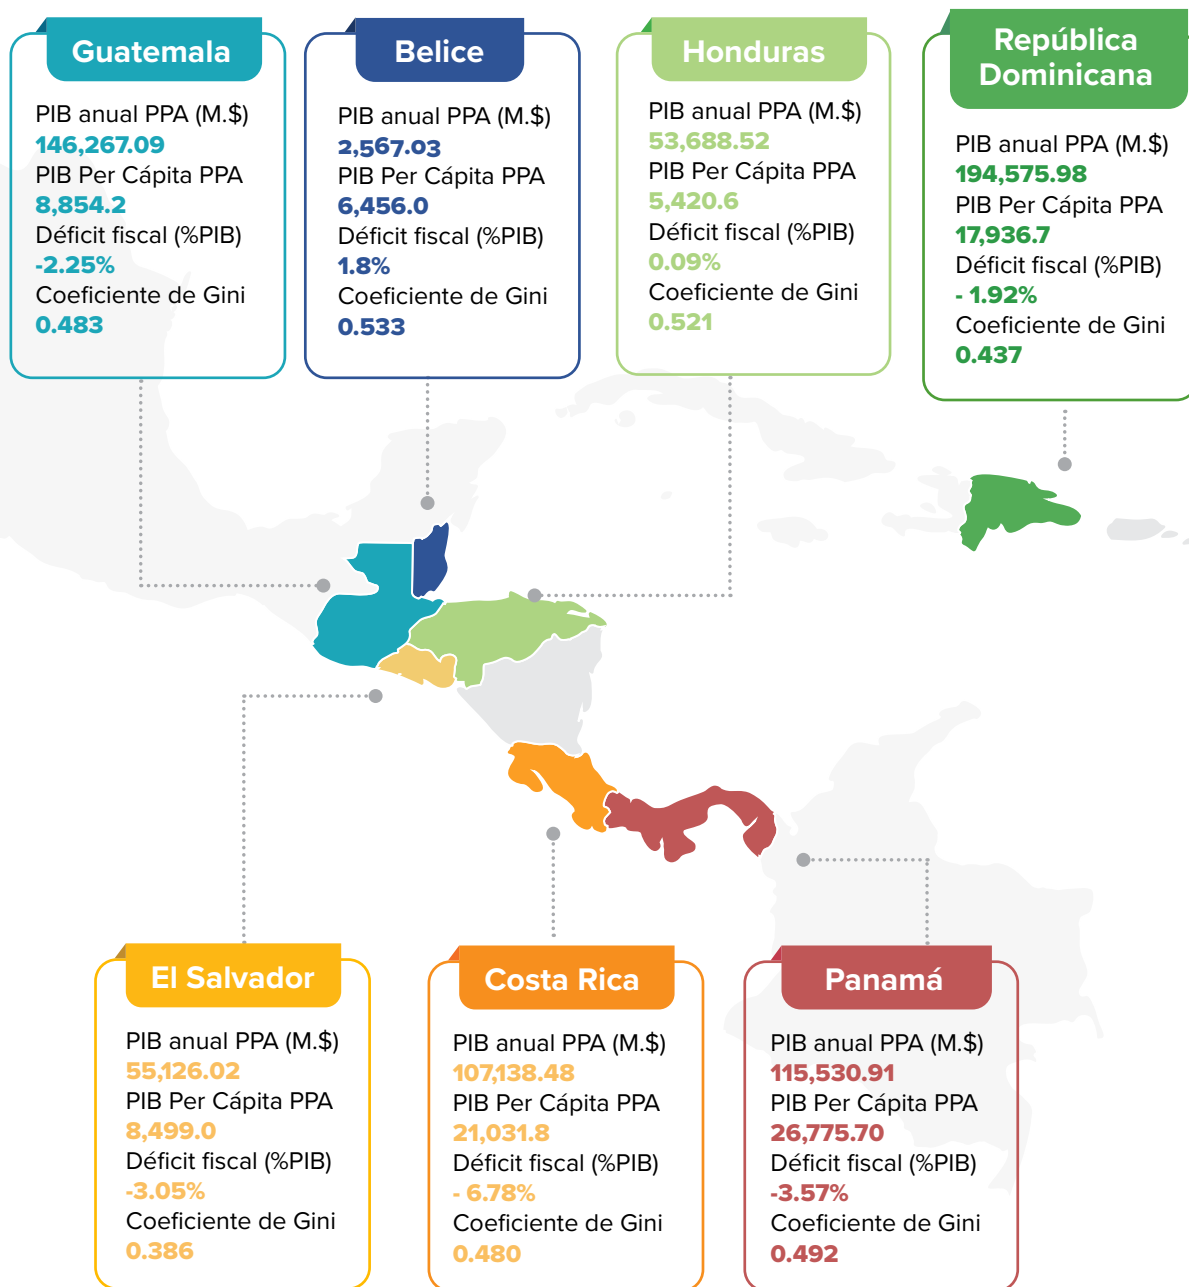 Guatemala
PIB anual PPA (M.$)
146,267.09
PIB Per Cápita PPA
8,854.2
Déficit fiscal (%PIB)
-2.25%
Coeficiente de Gini
0.483
Belice
PIB anual PPA (M.$)
2,567.03
PIB Per Cápita PPA
6,456.0
Déficit fiscal (%PIB)
1.8%
Coeficiente de Gini
0.533
Honduras
PIB anual PPA (M.$)
53,688.52
PIB Per Cápita PPA
5,420.6
Déficit fiscal (%PIB)
0.09%
Coeficiente de Gini
0.521
República
Dominicana
PIB anual PPA (M.$)
194,575.98
PIB Per Cápita PPA
17,936.7
Déficit fiscal (%PIB)
- 1.92%
Coeficiente de Gini
0.437
El Salvador
PIB anual PPA (M.$)
55,126.02
PIB Per Cápita PPA
8,499.0
Déficit fiscal (%PIB)
-3.05%
Coeficiente de Gini
0.386
Costa Rica
PIB anual PPA (M.$)
107,138.48
PIB Per Cápita PPA
21,031.8
Déficit fiscal (%PIB)
- 6.78%
Coeficiente de Gini
0.480
Panamá
PIB anual PPA (M.$)
115,530.91
PIB Per Cápita PPA
26,775.70
Déficit fiscal (%PIB)
-3.57%
Coeficiente de Gini
0.492